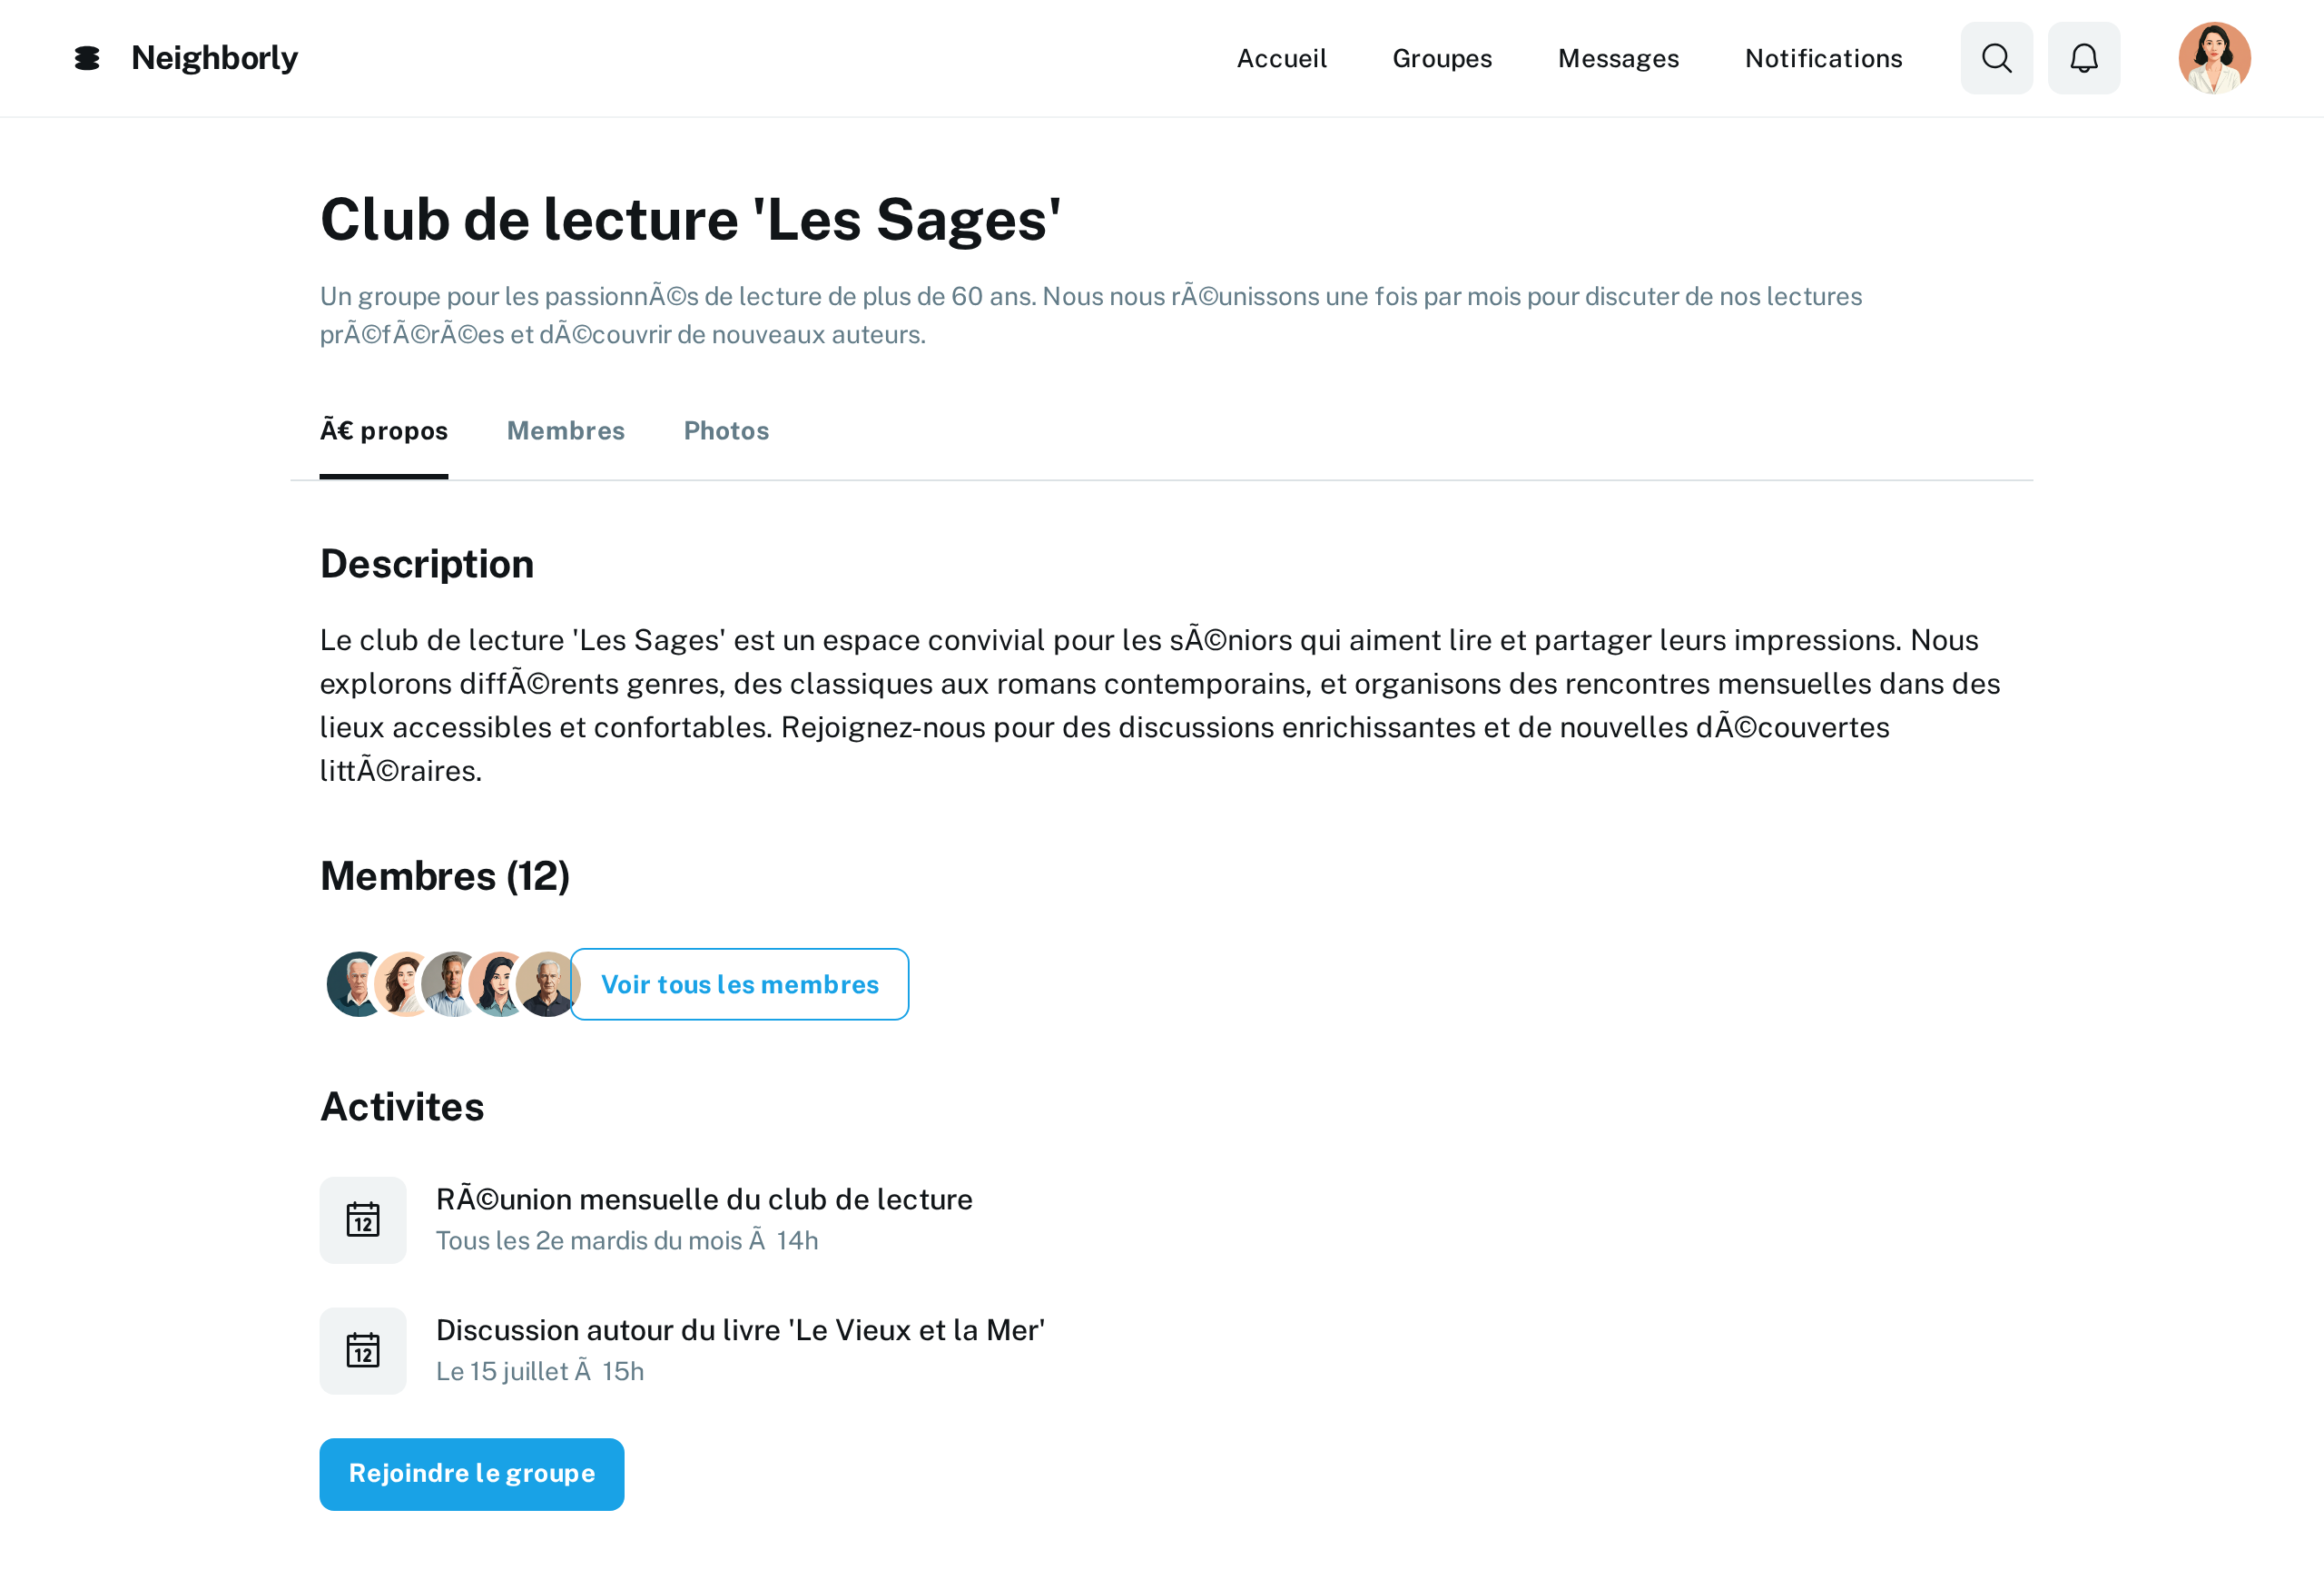 Neighborly
Accueil
Groupes
Messages
Notifications
Club de lecture 'Les Sages'
Un groupe pour les passionnÃ©s de lecture de plus de 60 ans. Nous nous rÃ©unissons une fois par mois pour discuter de nos lectures
prÃ©fÃ©rÃ©es et dÃ©couvrir de nouveaux auteurs.
Ã€ propos
Membres
Photos
Description
Le club de lecture 'Les Sages' est un espace convivial pour les sÃ©niors qui aiment lire et partager leurs impressions. Nous
explorons diffÃ©rents genres, des classiques aux romans contemporains, et organisons des rencontres mensuelles dans des
lieux accessibles et confortables. Rejoignez-nous pour des discussions enrichissantes et de nouvelles dÃ©couvertes
littÃ©raires.
Membres (12)
Voir tous les membres
Activites
12
RÃ©union mensuelle du club de lecture
Tous les 2e mardis du mois Ã  14h
12
Discussion autour du livre 'Le Vieux et la Mer'
Le 15 juillet Ã  15h
Rejoindre le groupe